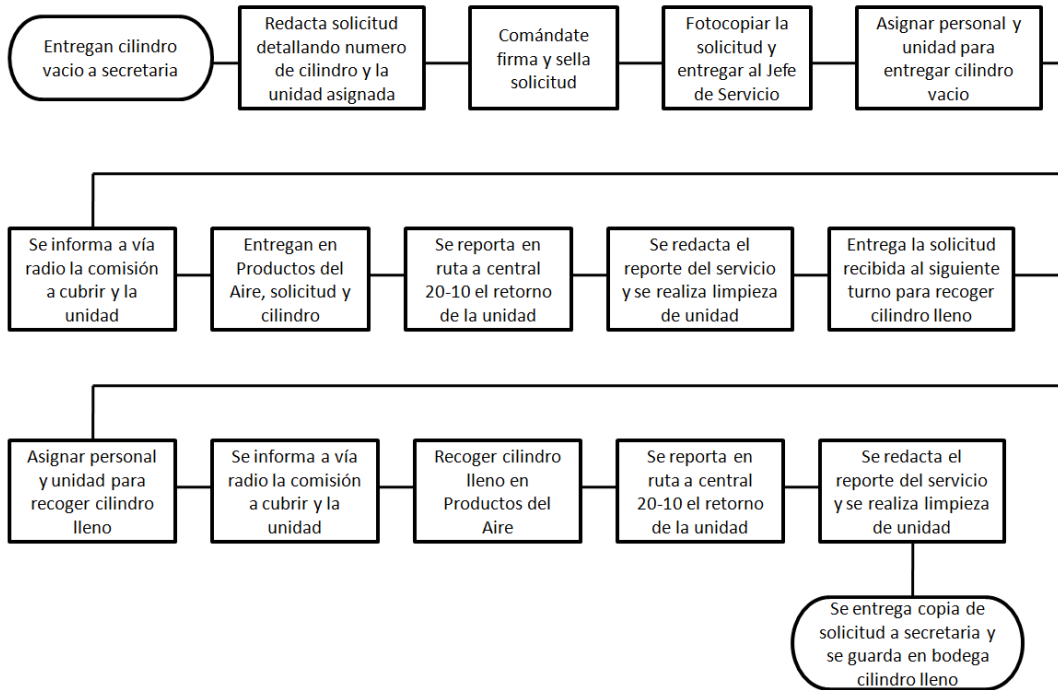 Entregan cilindro
vacio a secretaria
Redacta solicitud
detallando numero
de cilindro y la
unidad asignada
Comándate
firma y sella
solicitud
Fotocopiar la
solicitud y
entregar al Jefe
de Servicio
Asignar personal y
unidad para
entregar cilindro
vacio
Se informa a vía
radio la comisión
a cubrir y la
unidad
Entregan en
Productos del
Aire, solicitud y
cilindro
Se reporta en
ruta a central
20-10 el retorno
de la unidad
Se redacta el
reporte del servicio
y se realiza limpieza
de unidad
Entrega la solicitud
recibida al siguiente
turno para recoger
cilindro lleno
Asignar personal
y unidad para
recoger cilindro
lleno
Se informa a vía
radio la comisión
a cubrir y la
unidad
Recoger cilindro
lleno en
Productos del
Aire
Se reporta en
ruta a central
20-10 el retorno
de la unidad
Se redacta el
reporte del servicio
y se realiza limpieza
de unidad
Se entrega copia de
solicitud a secretaria y
se guarda en bodega
cilindro lleno